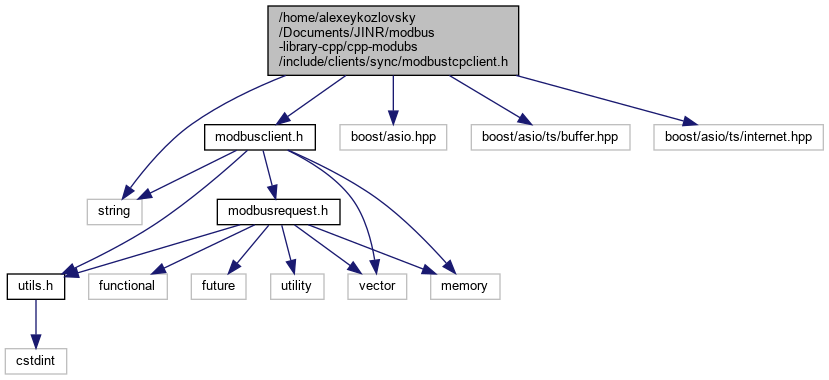 /home/alexeykozlovsky
/Documents/JINR/modbus
-library-cpp/cpp-modubs
/include/clients/sync/modbustcpclient.h
modbusclient.h
boost/asio.hpp
boost/asio/ts/buffer.hpp
boost/asio/ts/internet.hpp
string
modbusrequest.h
utils.h
functional
future
utility
vector
memory
cstdint